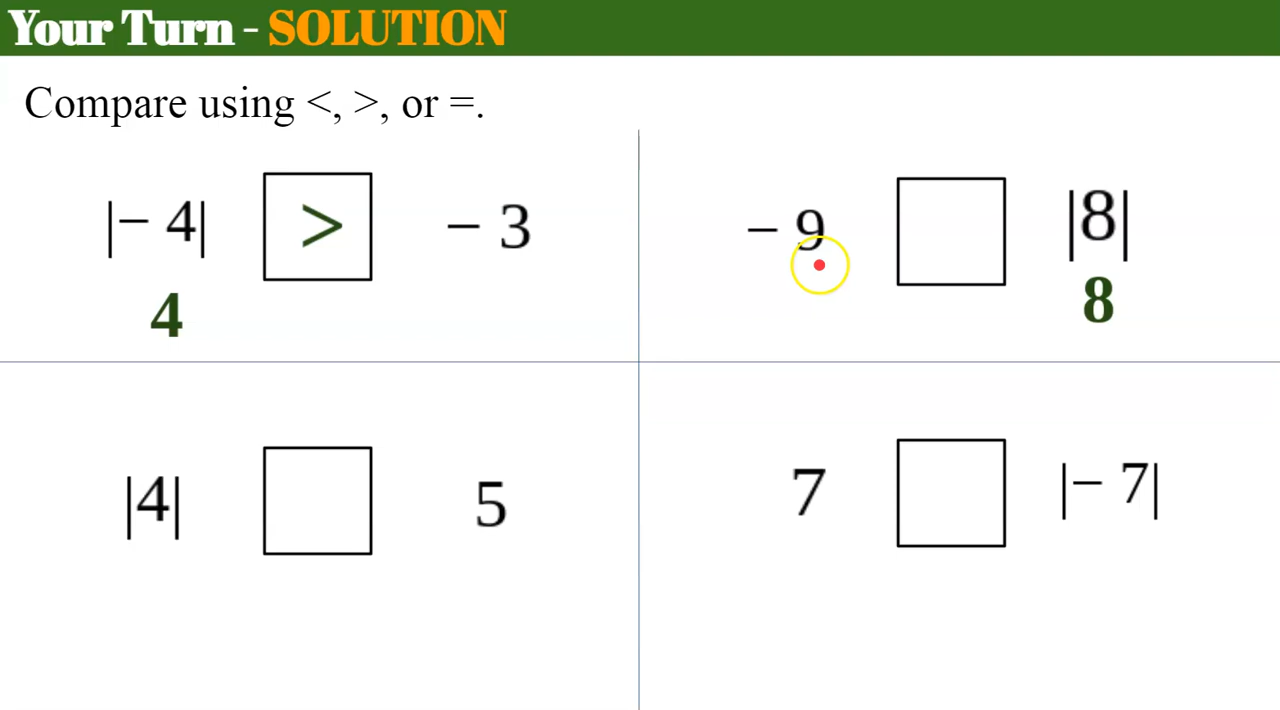 Your Turn - SOLUTION
Compare using <, >, or =.
|− 4| > − 3
4
− 9 |8|
8
|4| 5
7 |− 7|